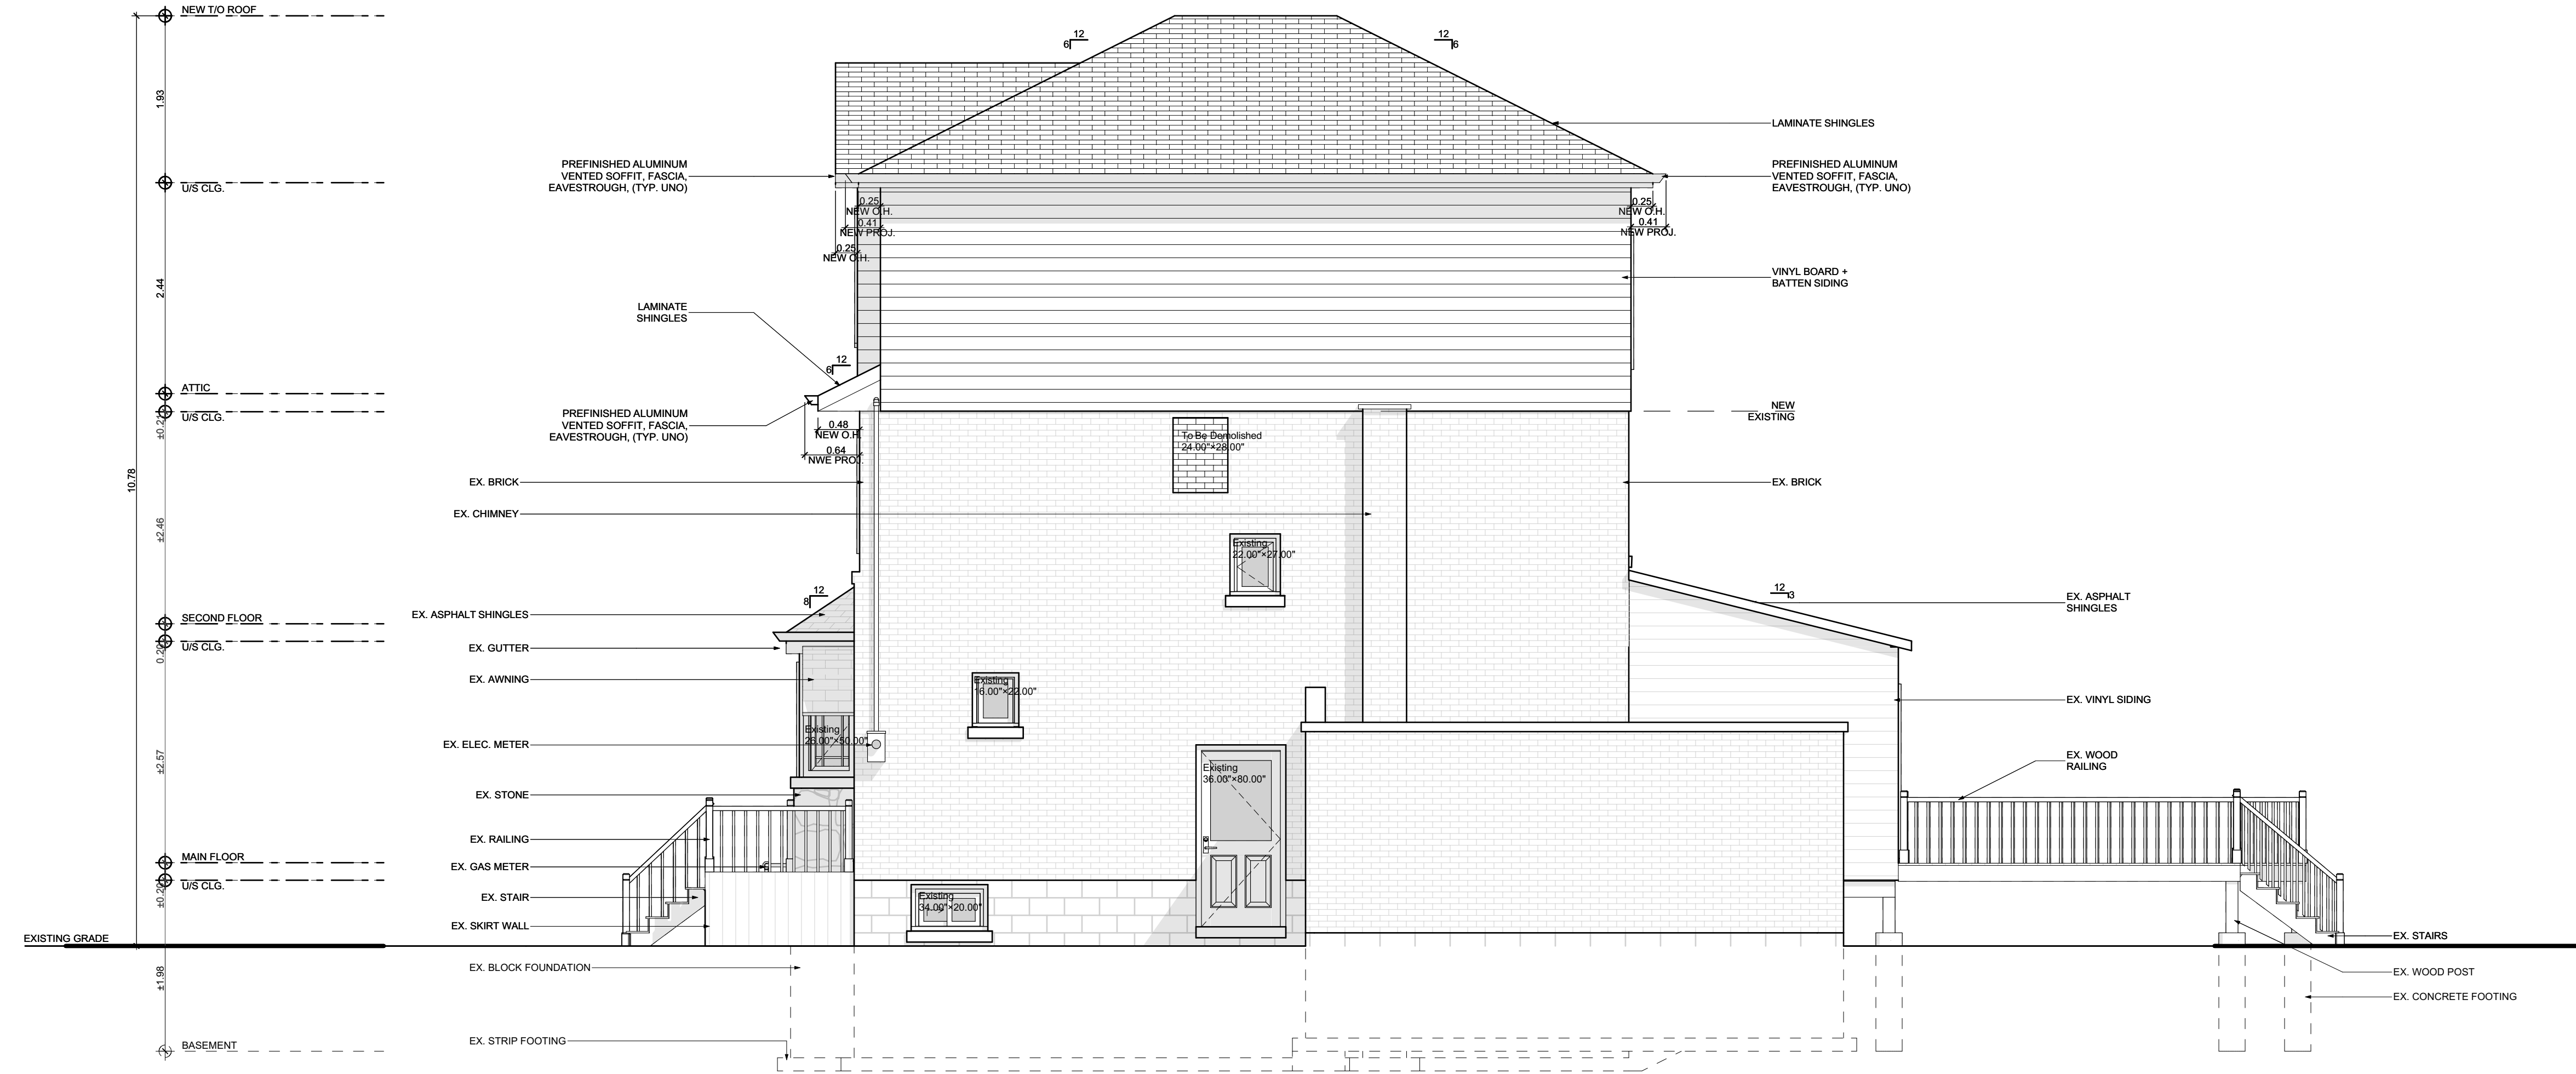 NEW T/O ROOF
1.93
U/S CLG.
2.44
ATTIC
U/S CLG.
±0.21
10.78
±2.46
SECOND FLOOR
U/S CLG.
0.20
±2.57
MAIN FLOOR
U/S CLG.
±0.20
EXISTING GRADE
±1.98
BASEMENT
12
6
12
6
PREFINISHED ALUMINUM
VENTED SOFFIT, FASCIA,
EAVESTROUGH, (TYP. UNO)
0.25
NEW O.H.
0.41
NEW PROJ.
0.25
NEW O.H.
LAMINATE
SHINGLES
12
6
PREFINISHED ALUMINUM
VENTED SOFFIT, FASCIA,
EAVESTROUGH, (TYP. UNO)
0.48
NEW O.H.
0.64
NWE PROJ.
EX. BRICK
EX. CHIMNEY
12
8
EX. ASPHALT SHINGLES
EX. GUTTER
EX. AWNING
EX. ELEC. METER
EX. STONE
EX. RAILING
EX. GAS METER
EX. STAIR
EX. SKIRT WALL
EX. BLOCK FOUNDATION
EX. STRIP FOOTING
To Be Demolished
24.00"×28.00"
Existing
22.00"×27.00"
Existing
16.00"×22.00"
Existing
26.00"×50.00"
Existing
36.00"×80.00"
Existing
34.00"×20.00"
LAMINATE SHINGLES
PREFINISHED ALUMINUM
VENTED SOFFIT, FASCIA,
EAVESTROUGH, (TYP. UNO)
0.25
NEW O.H.
0.41
NEW PROJ.
VINYL BOARD +
BATTEN SIDING
NEW
EXISTING
EX. BRICK
12
3
EX. ASPHALT
SHINGLES
EX. VINYL SIDING
EX. WOOD
RAILING
EX. STAIRS
EX. WOOD POST
EX. CONCRETE FOOTING